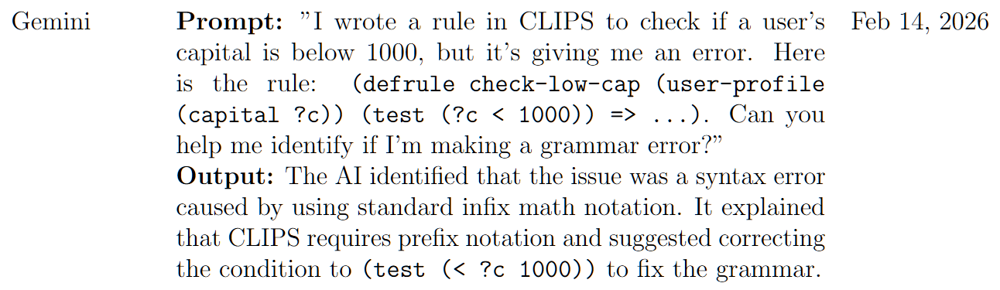 Gemini Prompt: ”I wrote a rule in CLIPS to check if a user’s Feb 14, 2026
capital is below 1000, but it’s giving me an error. Here
is the rule: (defrule check-low-cap (user-profile
(capital ?c)) (test (?c < 1000)) => ...). Can you
help me identify if I’m making a grammar error?”
Output: The AI identified that the issue was a syntax error
caused by using standard infix math notation. It explained
that CLIPS requires prefix notation and suggested correcting
the condition to (test (< ?c 1000)) to fix the grammar.